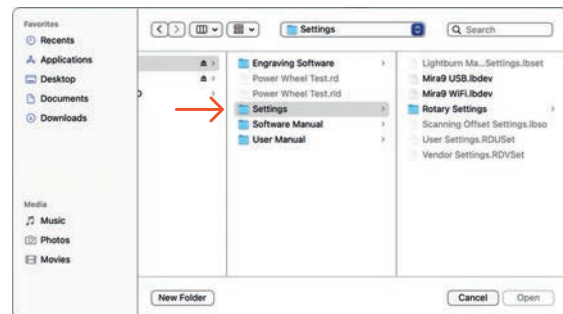 Favorites
Recents
Applications
Desktop
Documents
Downloads
Media
Music
Photos
Movies
Settings
Search
Engraving Software
Power Wheel Test.rd
Power Wheel Test.rld
Settings
Software Manual
User Manual
Lightburn Ma...Settings.lbset
Mira9 USB.lbdev
Mira9 WiFi.lbdev
Rotary Settings
Scanning Offset Settings.lbso
User Settings.RDUSet
Vendor Settings.RDVSet
New Folder
Cancel
Open